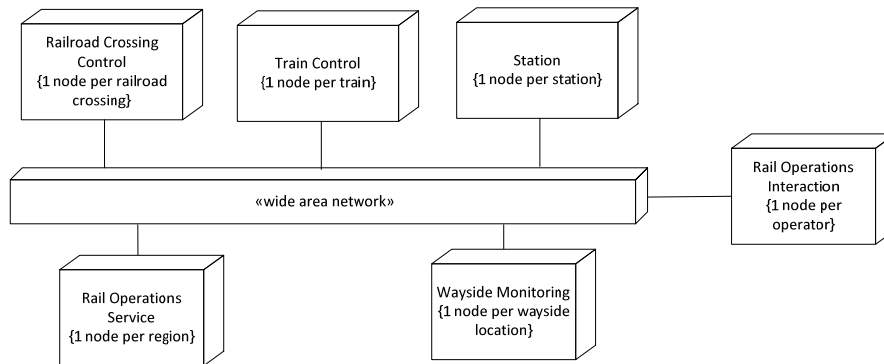 Railroad Crossing
Control
{1 node per railroad
crossing}
Train Control
{1 node per train}
Station
{1 node per station}
«wide area network»
Rail Operations
Interaction
{1 node per
operator}
Rail Operations
Service
{1 node per region}
Wayside Monitoring
{1 node per wayside
location}